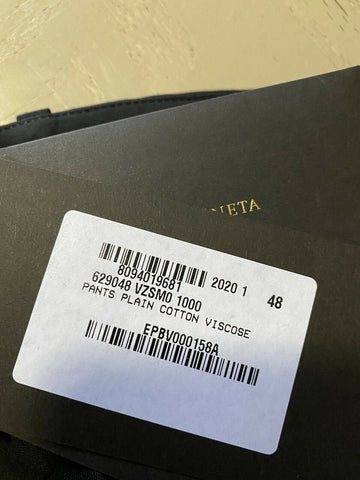 NETA
8094019681 2020 1 48
629048 VZSM0 1000
PANTS PLAIN COTTON VISCOSE
EPBV000158A